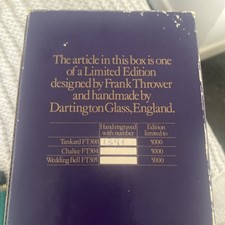 The article in this box is one
of a Limited Edition
designed by Frank Thrower
and handmade by
Dartington Glass, England.
Hand engraved with number
Edition limited to
Tankard FT300 5000
Chalice FT304 5000
Wedding Bell FT305 5000